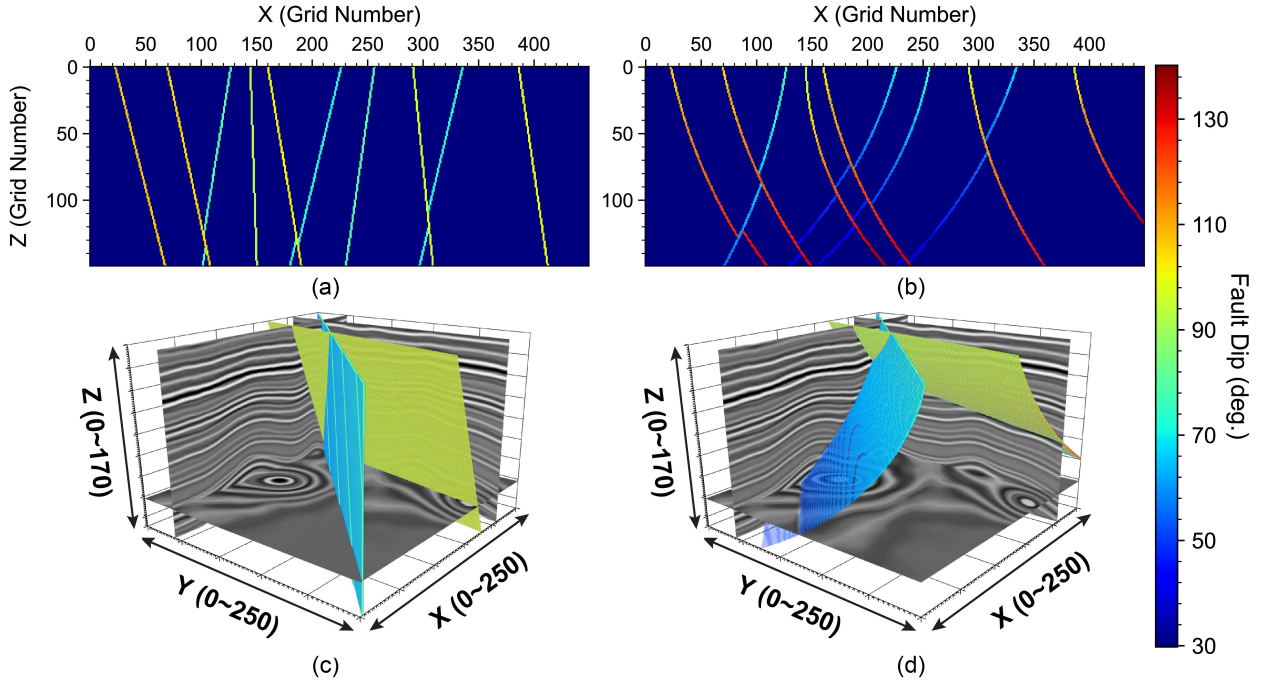 X (Grid Number)
X (Grid Number)
0 50 100 150 200 250 300 350 400
0 50 100 150 200 250 300 350 400
Z (Grid Number)
0
50
100
0
50
100
(a)
(b)
130
110
90
70
50
30
Fault Dip (deg.)
Z (0~170)
Y (0~250)
X (0~250)
Z (0~170)
Y (0~250)
X (0~250)
(c)
(d)